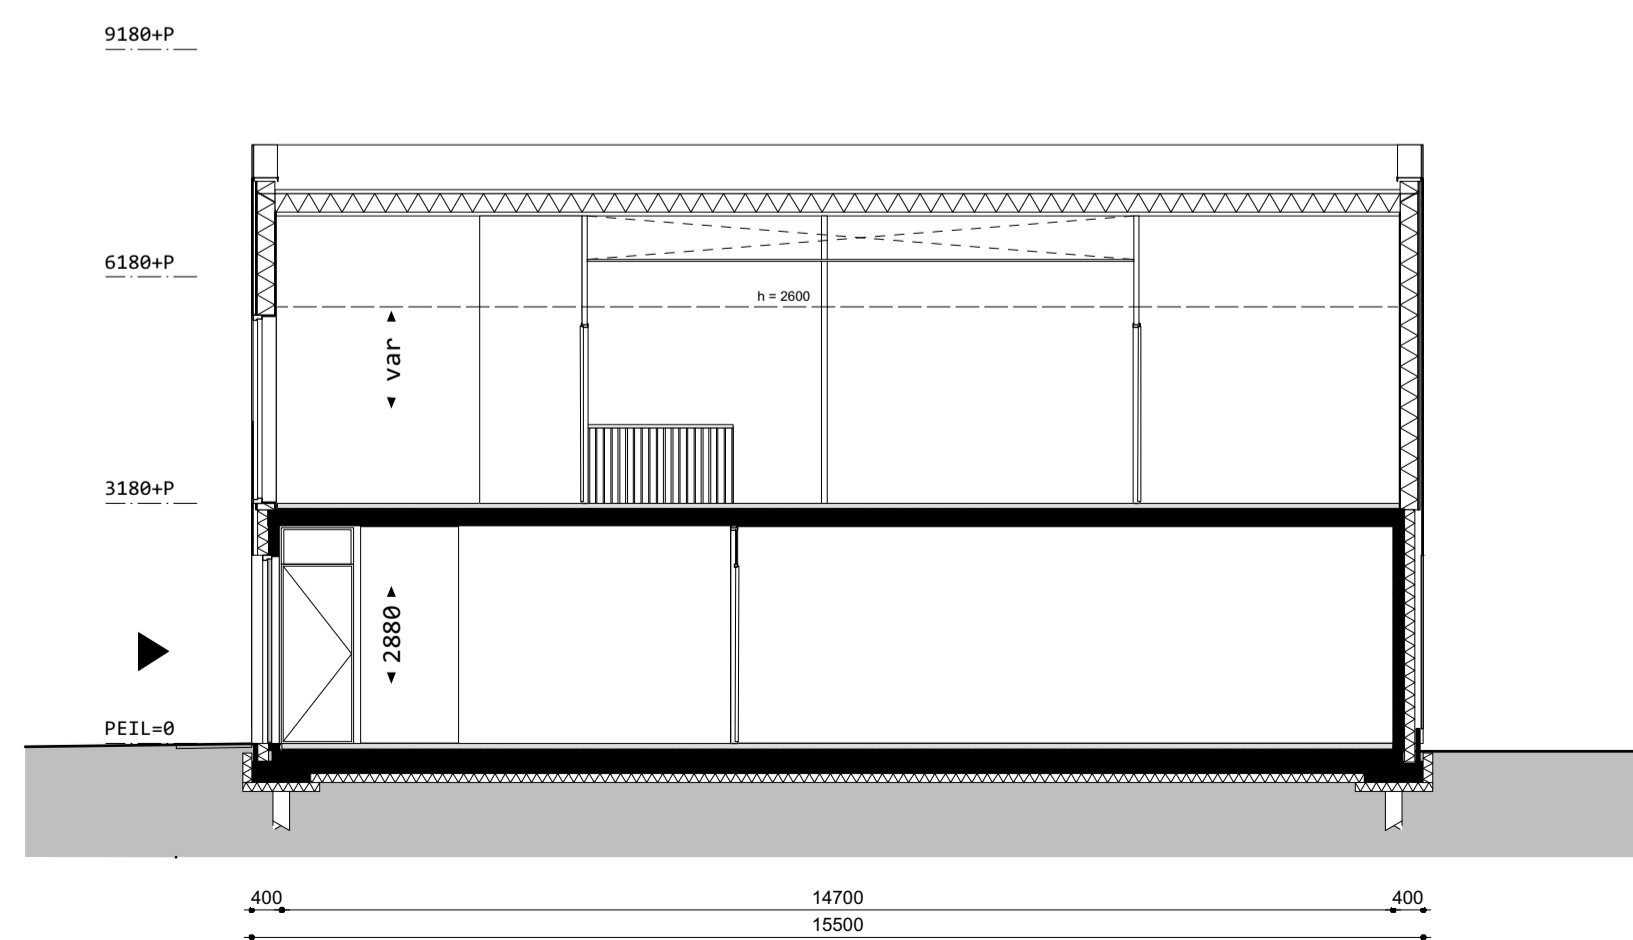 9180+P
6180+P
h = 2600
◄ var ►
3180+P
◄ 2880 ►
PEIL=0
400 14700 400
15500